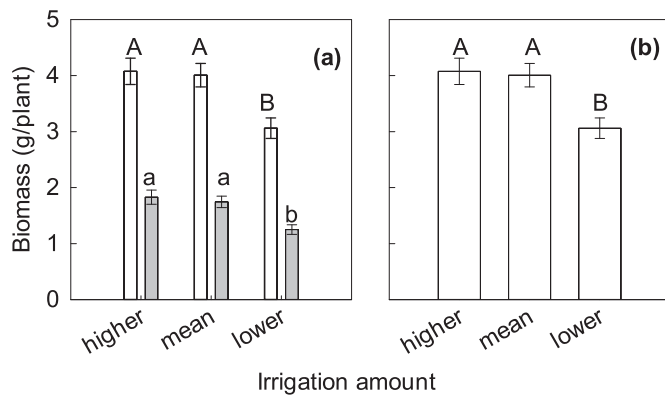 Biomass (g/plant)
5
4
3
2
1
0
(a)
A
A
B
a
a
b
higher
mean
lower
(b)
A
A
B
higher
mean
lower
Irrigation amount